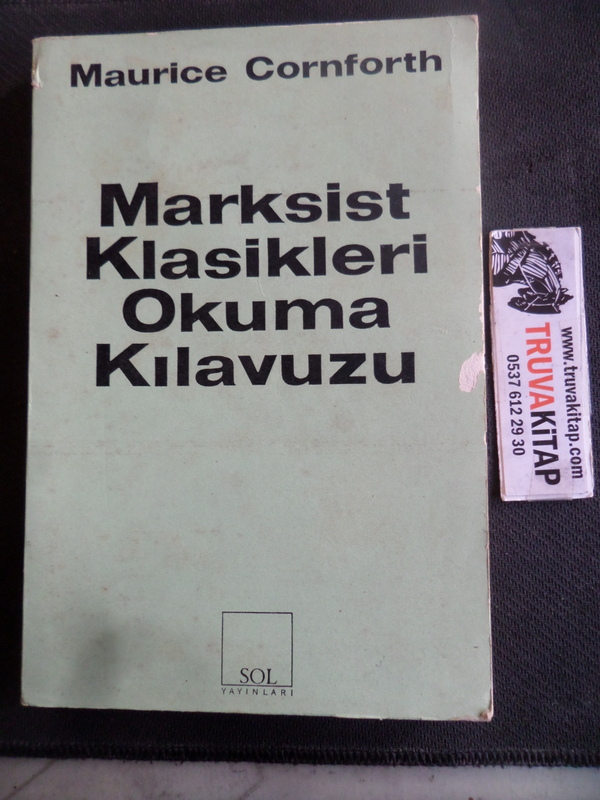 Maurice Cornforth
Marksist
Klasikleri
Okuma
Kılavuzu
SOL
YAYINLARI
www.truvakitap.com
TRUVAKiTAP
0537 612 29 30